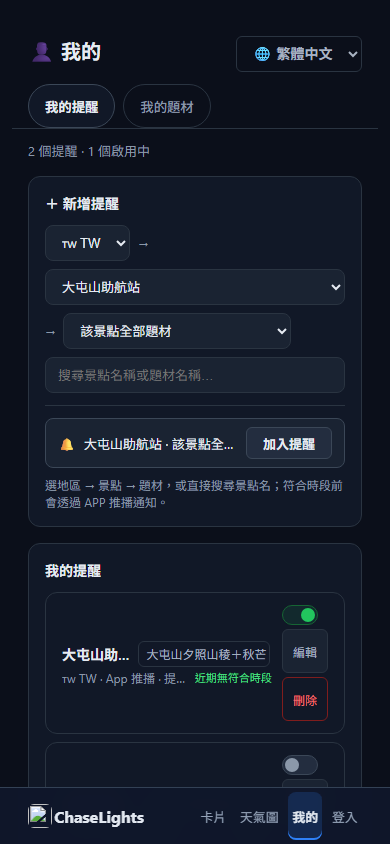 我的
繁體中文
我的提醒
我的題材
2 個提醒 · 1 個啟用中
＋ 新增提醒
TW TW →
大屯山助航站
→ 該景點全部題材
搜尋景點名稱或題材名稱…
大屯山助航站 · 該景全... 加入提醒
選地區 → 景點 → 題材，或直接搜尋景點名；符合時段前
會透過 APP 推播通知。
我的提醒
大屯山助... 大屯山夕照山稜＋秋芒
TW TW · App 推播 · 提... 近期無符合時段
編輯
刪除
ChaseLights 卡片 天氣圖 我的 登入